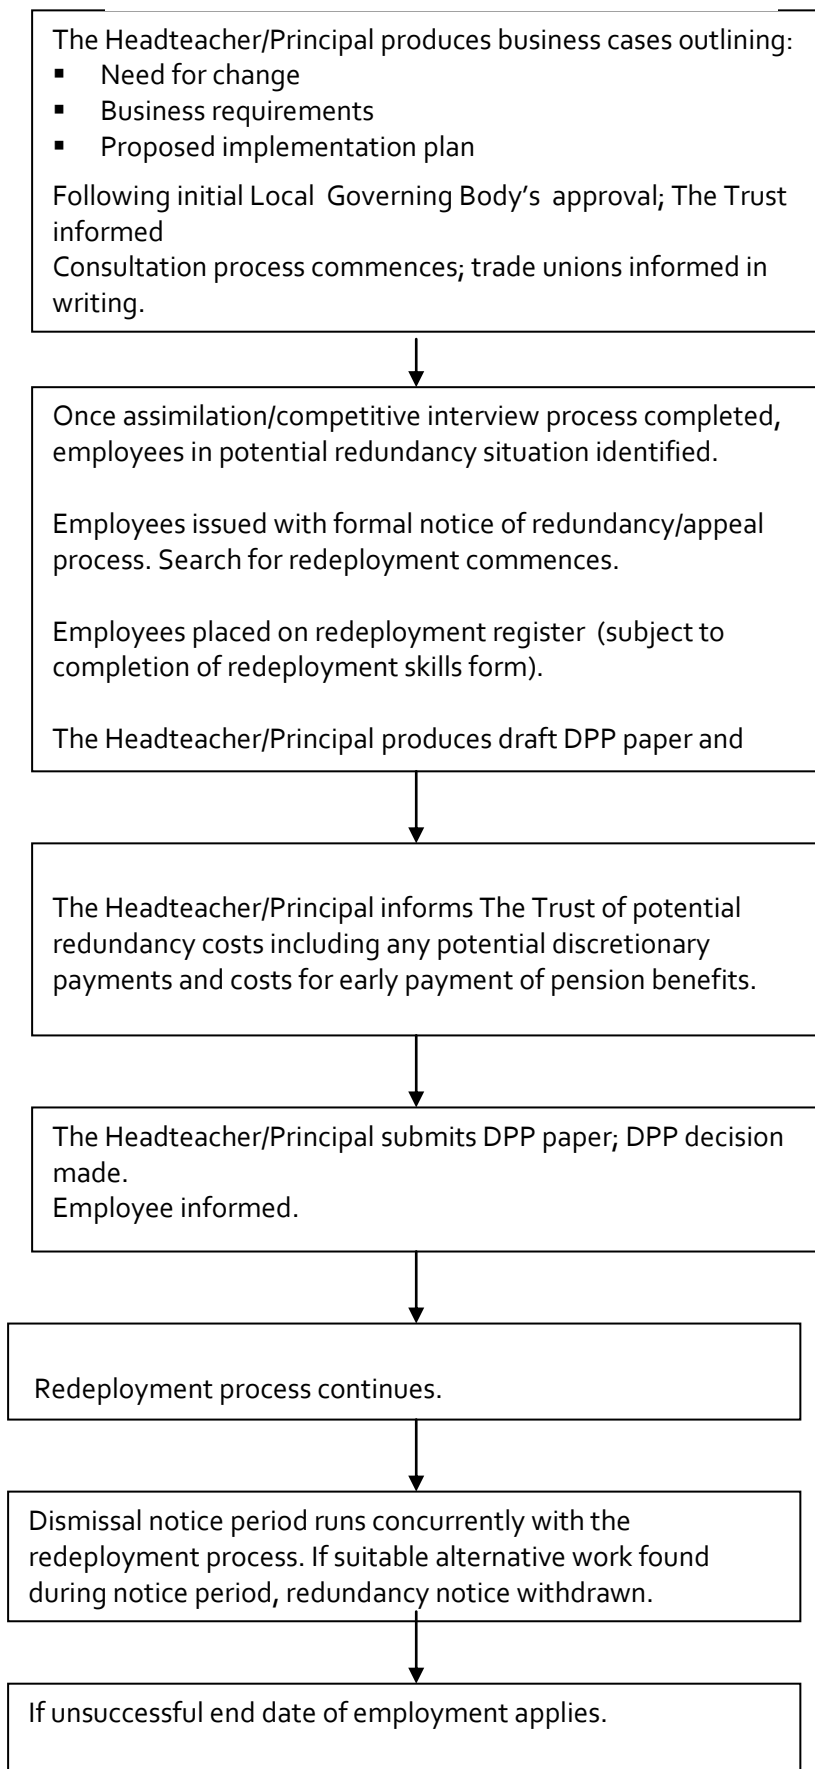 The Headteacher/Principal produces business cases outlining:
▪ Need for change
▪ Business requirements
▪ Proposed implementation plan
Following initial Local Governing Body's approval; The Trust
informed
Consultation process commences; trade unions informed in
writing.
Once assimilation/competitive interview process completed,
employees in potential redundancy situation identified.
Employees issued with formal notice of redundancy/appeal
process. Search for redeployment commences.
Employees placed on redeployment register (subject to
completion of redeployment skills form).
The Headteacher/Principal produces draft DPP paper and
The Headteacher/Principal informs The Trust of potential
redundancy costs including any potential discretionary
payments and costs for early payment of pension benefits.
The Headteacher/Principal submits DPP paper; DPP decision
made.
Employee informed.
Redeployment process continues.
Dismissal notice period runs concurrently with the
redeployment process. If suitable alternative work found
during notice period, redundancy notice withdrawn.
If unsuccessful end date of employment applies.